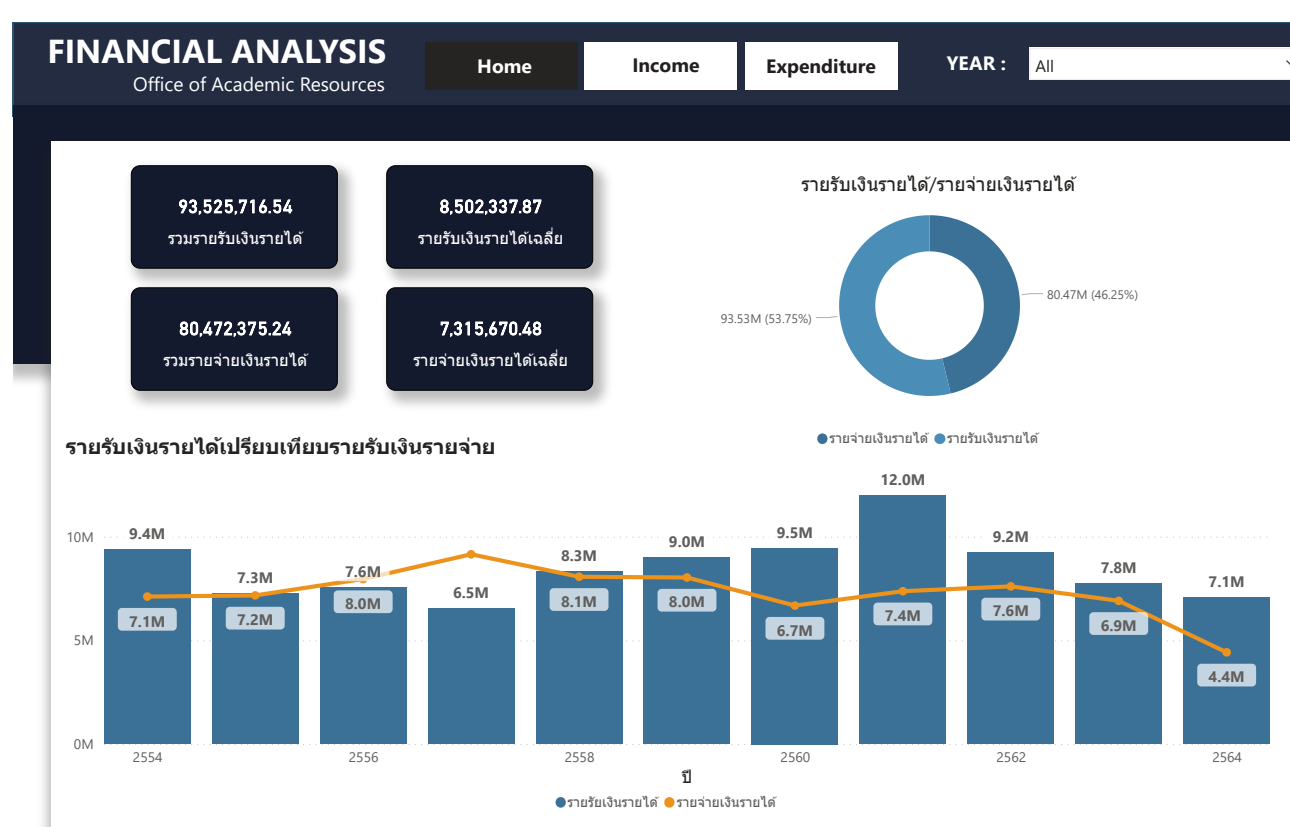 FINANCIAL ANALYSIS
Office of Academic Resources
Home
Income
Expenditure
YEAR :
All
93,525,716.54
รวมรายรับเงินรายได้
8,502,337.87
รายรับเงินรายได้เฉลี่ย
80,472,375.24
รวมรายจ่ายเงินรายได้
7,315,670.48
รายจ่ายเงินรายได้เฉลี่ย
รายรับเงินรายได้/รายจ่ายเงินรายได้
80.47M (46.25%)
93.53M (53.75%)
รายจ่ายเงินรายได้ รายรับเงินรายได้
รายรับเงินรายได้เปรียบเทียบรายรับเงินรายจ่าย
12.0M
10M
9.4M
7.3M
7.6M
6.5M
8.3M
9.0M
9.5M
9.2M
7.8M
7.1M
7.1M
7.2M
8.0M
8.1M
8.0M
6.7M
7.4M
7.6M
6.9M
4.4M
5M
0M
2554
2556
2558
2560
2562
2564
ปี
รายรัยเงินรายได้ รายจ่ายเงินรายได้